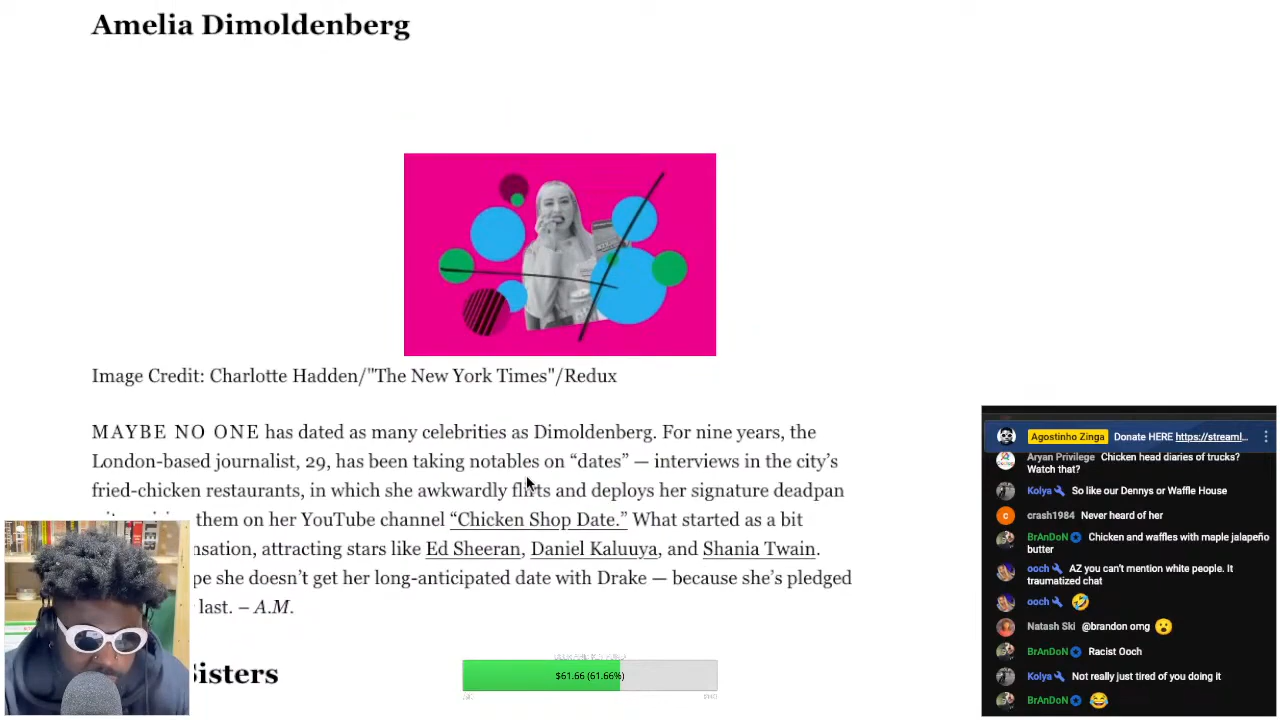 Amelia Dimoldenberg
Image Credit: Charlotte Hadden/"The New York Times"/Redux
MAYBE NO ONE has dated as many celebrities as Dimoldenberg. For nine years, the
London-based journalist, 29, has been taking notables on “dates” — interviews in the city’s
fried-chicken restaurants, in which she awkwardly flirts and deploys her signature deadpan
them on her YouTube channel “Chicken Shop Date.” What started as a bit
nsation, attracting stars like Ed Sheeran, Daniel Kaluuya, and Shania Twain.
pe she doesn’t get her long-anticipated date with Drake — because she’s pledged
last. – A.M.
Sisters
$61.66 (61.66%)
Agostinho Zinga Donate HERE https://streaml...
Aryan Privilege Chicken head diaries of trucks?
Watch that?
Kolya So like our Dennys or Waffle House
crash1984 Never heard of her
BrAnDoN Chicken and waffles with maple jalapeño
butter
ooch AZ you can’t mention white people. It
traumatized chat
ooch 🤣
Natash Ski @brandon omg 😮
BrAnDoN Racist Ooch
Kolya Not really just tired of you doing it
BrAnDoN 😂